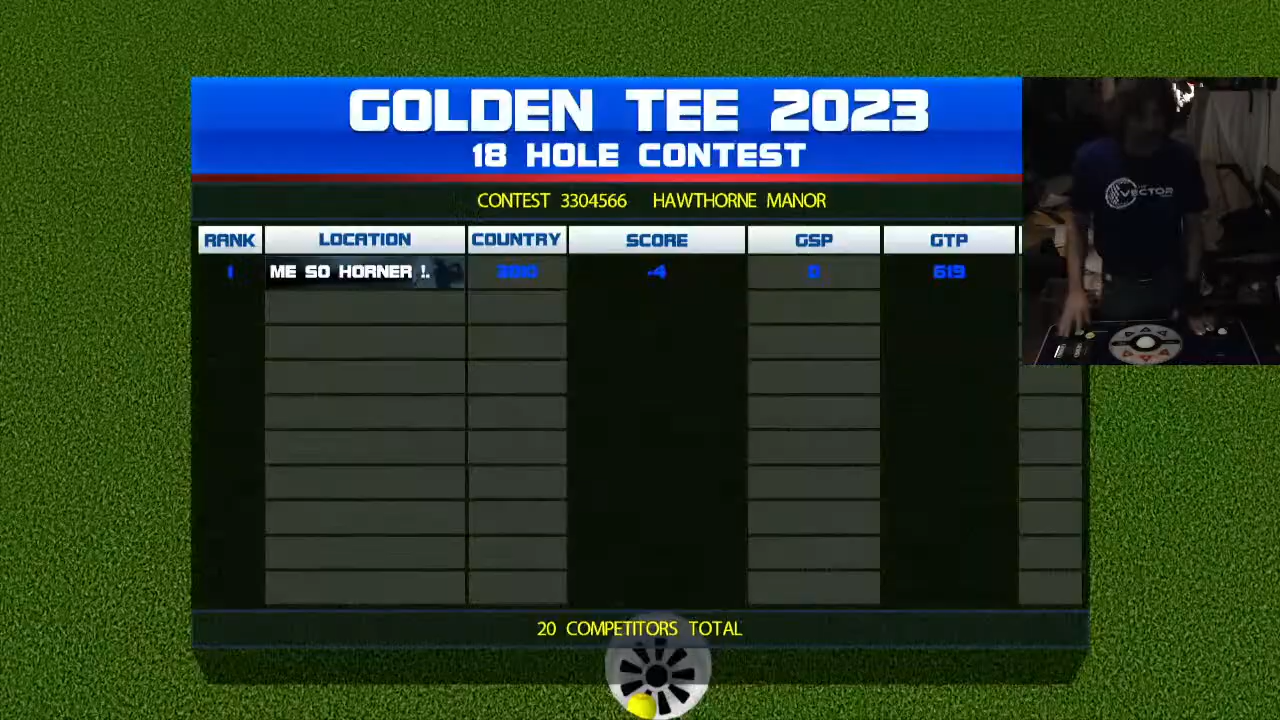 GOLDEN TEE 2023
18 HOLE CONTEST
CONTEST 3304566 HAWTHORNE MANOR
RANK LOCATION COUNTRY SCORE GSP GTP
1 ME SO HORNER !. -4 0 619
20 COMPETITORS TOTAL
VECTOR